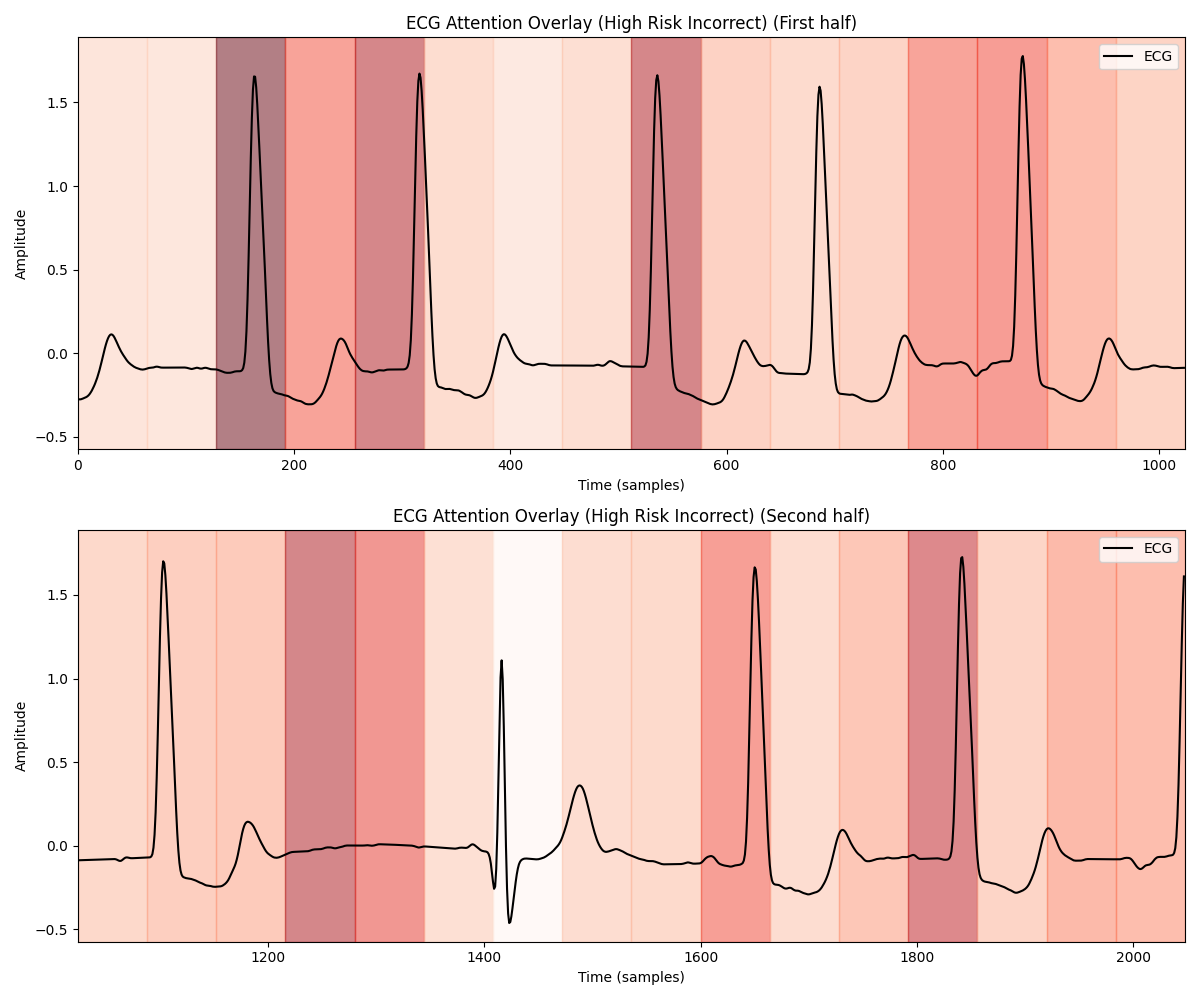 ECG Attention Overlay (High Risk Incorrect) (First half)
ECG
Amplitude
1.5
1.0
0.5
0.0
−0.5
0 200 400 600 800 1000
Time (samples)
ECG Attention Overlay (High Risk Incorrect) (Second half)
ECG
Amplitude
1.5
1.0
0.5
0.0
−0.5
1200 1400 1600 1800 2000
Time (samples)